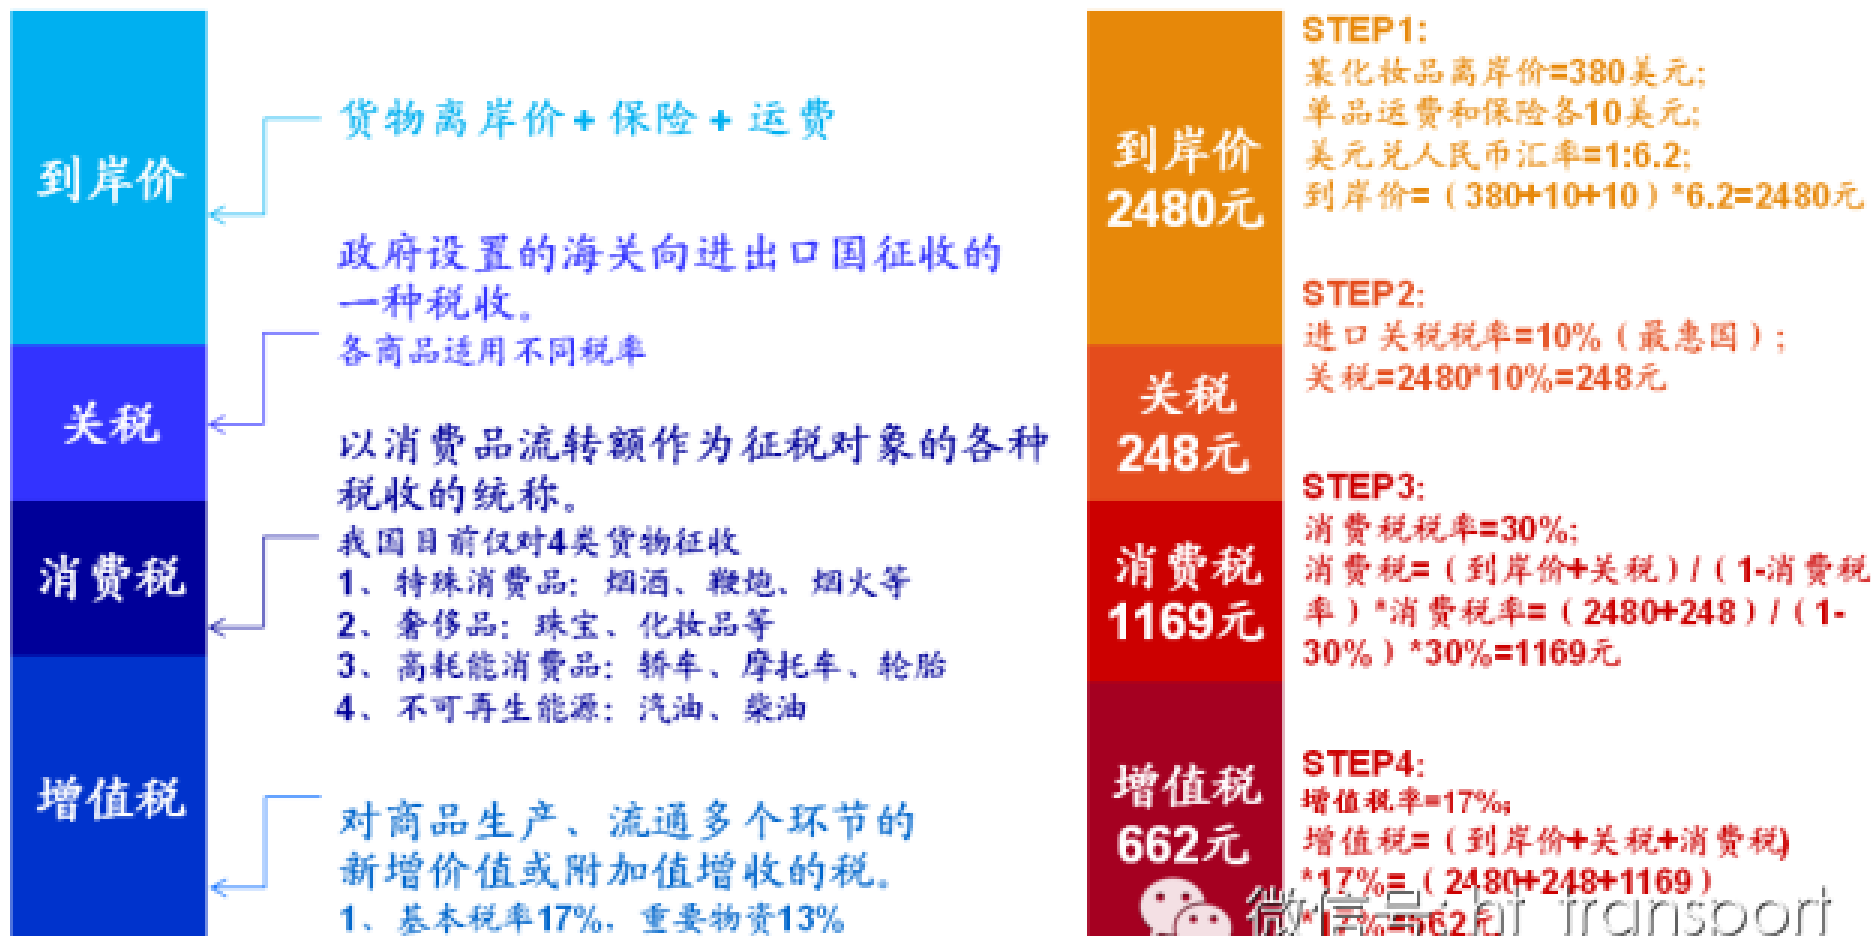 到岸价
货物离岸价+保险+运费
政府设置的海关向进出口国征收的
一种税收。
各商品适用不同税率
关税
以消费品流转额作为征税对象的各种
税收的统称。
我国目前仅对4类货物征收
1、特殊消费品：烟酒、鞭炮、烟火等
2、奢侈品：珠宝、化妆品等
3、高耗能消费品：轿车、摩托车、轮胎
4、不可再生能源：汽油、柴油
消费税
增值税
对商品生产、流通多个环节的
新增价值或附加值增收的税。
1、基本税率17%，重要物资13%
到岸价
2480元
STEP1:
某化妆品离岸价=380美元;
单品运费和保险各10美元;
美元兑人民币汇率=1:6.2;
到岸价=（380+10+10）*6.2=2480元
关税
248元
STEP2:
进口关税税率=10%（最惠国）;
关税=2480*10%=248元
消费税
1169元
STEP3:
消费税税率=30%;
消费税=（到岸价+关税）/（1-消费税
率）*消费税率=（2480+248）/（1-
30%）*30%=1169元
增值税
662元
STEP4:
增值税率=17%;
增值税=（到岸价+关税+消费税)
*17%=（2480+248+1169）
*17%=662元
微信号: hf_transport